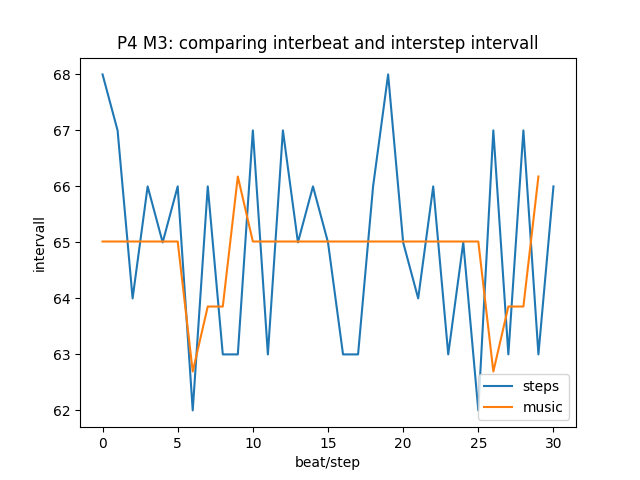 P4 M3: comparing interbeat and interstep intervall
68
67
66
65
64
63
62
intervall
0 5 10 15 20 25 30
beat/step
steps
music